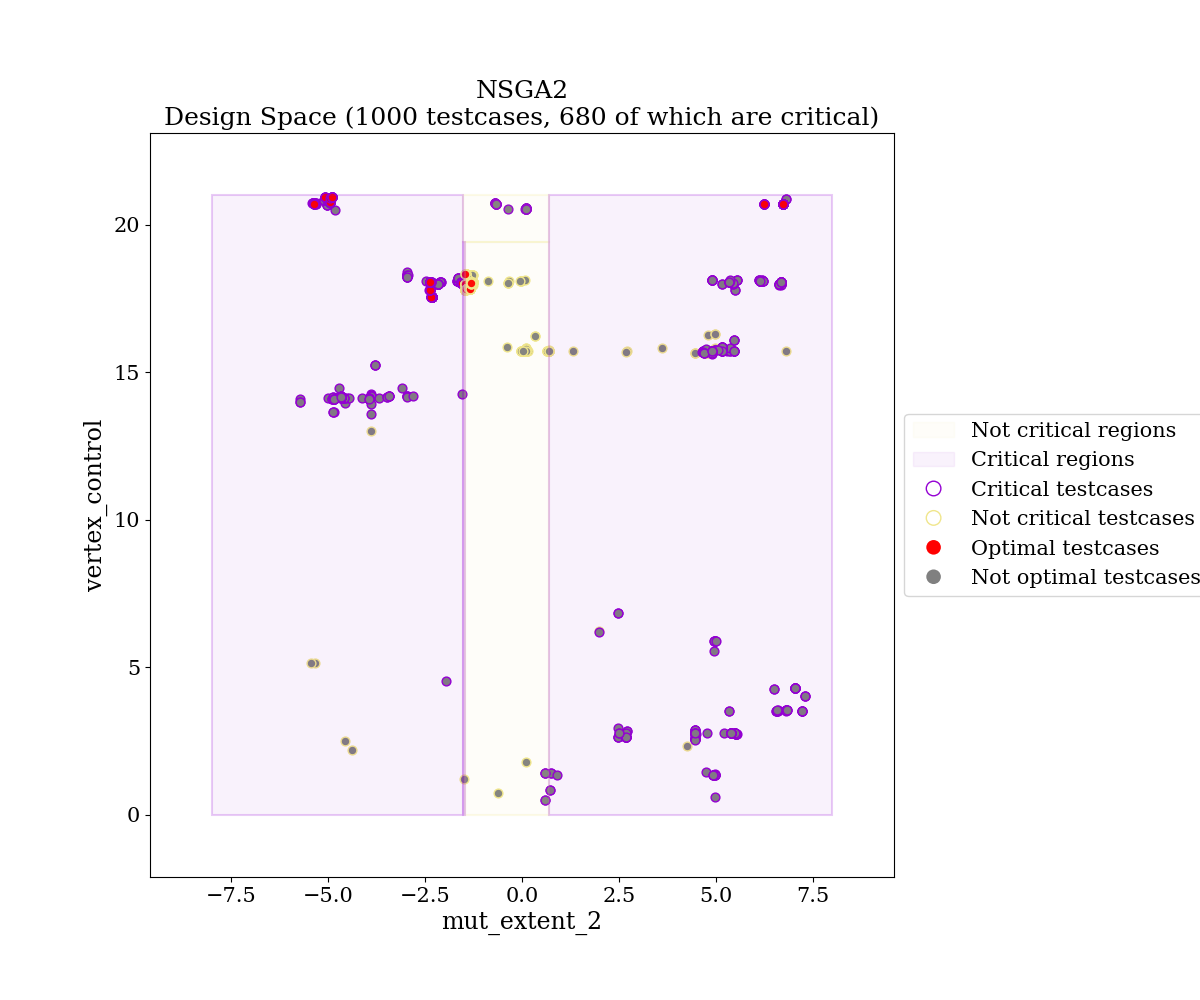 NSGA2
Design Space (1000 testcases, 680 of which are critical)
vertex_control
20
15
10
5
0
−7.5
−5.0
−2.5
0.0
2.5
5.0
7.5
mut_extent_2
Not critical regions
Critical regions
Critical testcases
Not critical testcases
Optimal testcases
Not optimal testcases